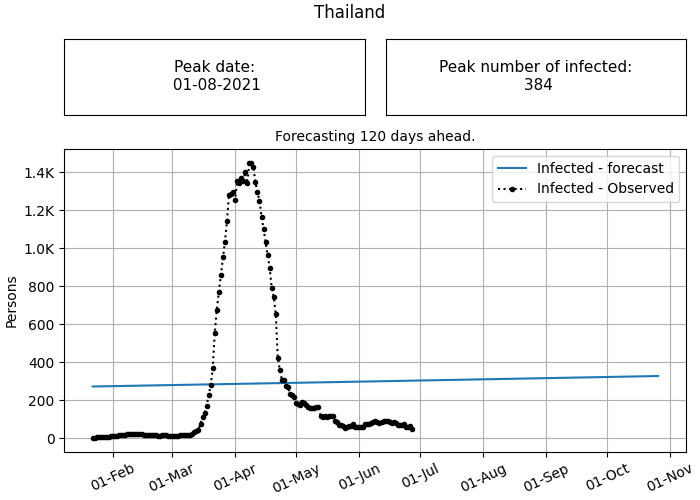 Thailand
Peak date:
01-08-2021
Peak number of infected:
384
Forecasting 120 days ahead.
Infected - forecast
Infected - Observed
1.4K
1.2K
1.0K
800
600
400
200
0
Persons
01-Feb
01-Mar
01-Apr
01-May
01-Jun
01-Jul
01-Aug
01-Sep
01-Oct
01-Nov